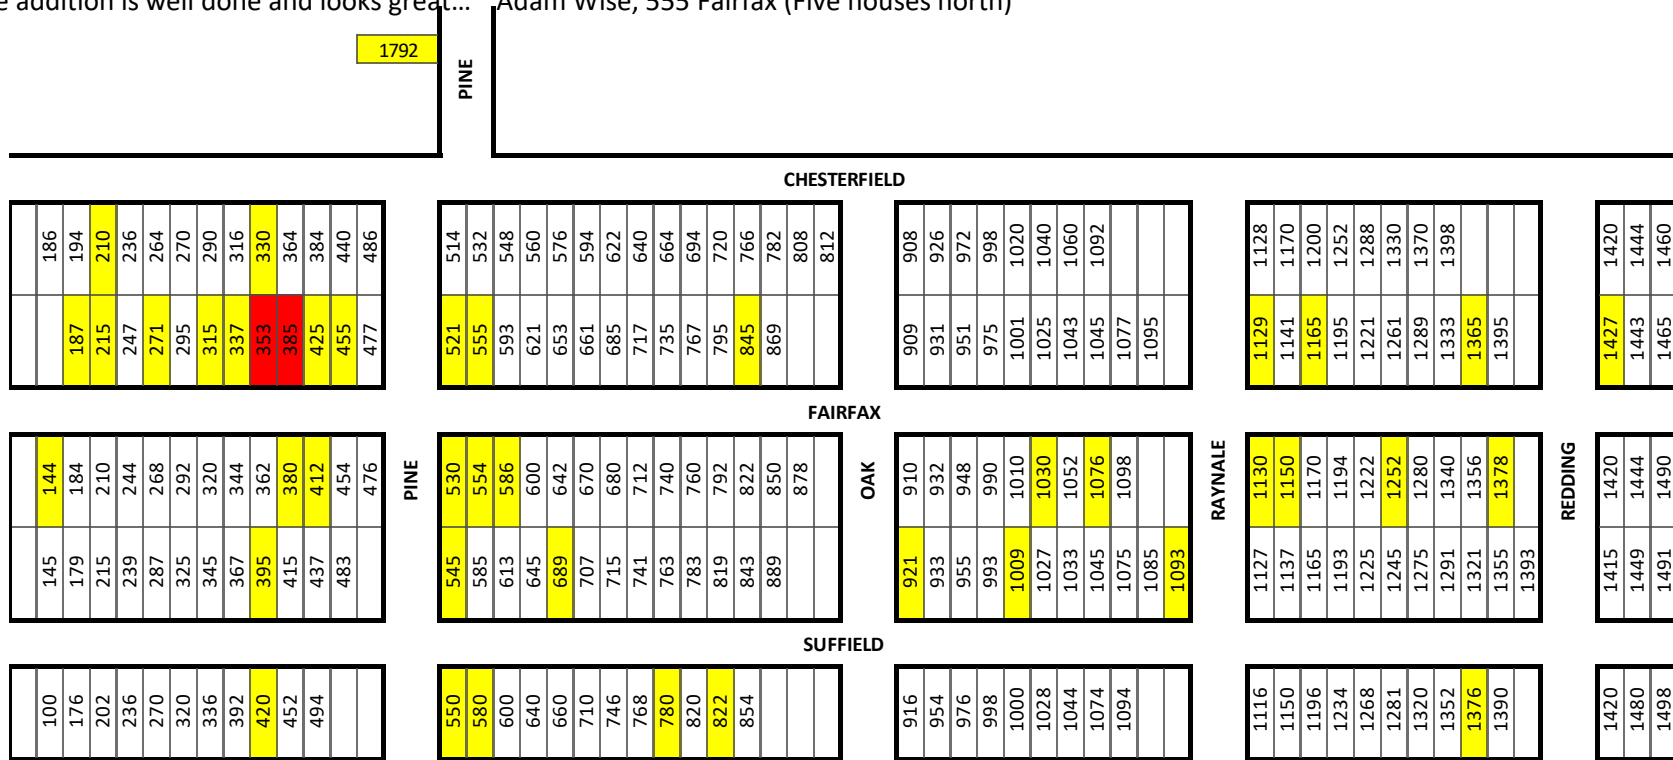 e addition is well done and looks great... Adam Wise, 555 Fairfax (Five houses north)
1792
PINE
CHESTERFIELD
186 194 210 236 264 270 290 316 330 364 384 440 486 514 532 548 560 576 594 622 640 664 694 720 766 782 808 812 908 926 972 998 1020 1040 1060 1092 1128 1170 1200 1252 1288 1330 1370 1398 1420 1444 1460
187 215 247 271 295 315 337 353 385 425 455 477 521 555 593 621 653 661 685 717 735 767 795 845 869 909 931 951 975 1001 1025 1043 1045 1077 1095 1129 1141 1165 1195 1221 1261 1289 1333 1365 1395 1427 1443 1465
FAIRFAX
144 184 210 244 268 292 320 344 362 380 412 454 476 PINE 530 554 586 600 642 670 680 712 740 760 792 822 850 878 OAK 910 932 948 990 1010 1030 1052 1076 1098 RAYNALE 1130 1150 1170 1194 1222 1252 1280 1340 1356 1378 REDDING 1420 1444 1490
145 179 215 239 287 325 345 367 395 415 437 483 545 585 613 645 689 707 715 741 763 783 819 843 889 921 933 955 993 1009 1027 1033 1045 1075 1085 1093 1127 1137 1165 1193 1225 1245 1275 1291 1321 1355 1393 1415 1449 1491
SUFFIELD
100 176 202 236 270 320 336 392 420 452 494 550 580 600 640 660 710 746 768 780 820 822 854 916 954 976 998 1000 1028 1044 1074 1094 1116 1150 1196 1234 1268 1281 1320 1352 1376 1390 1420 1480 1498